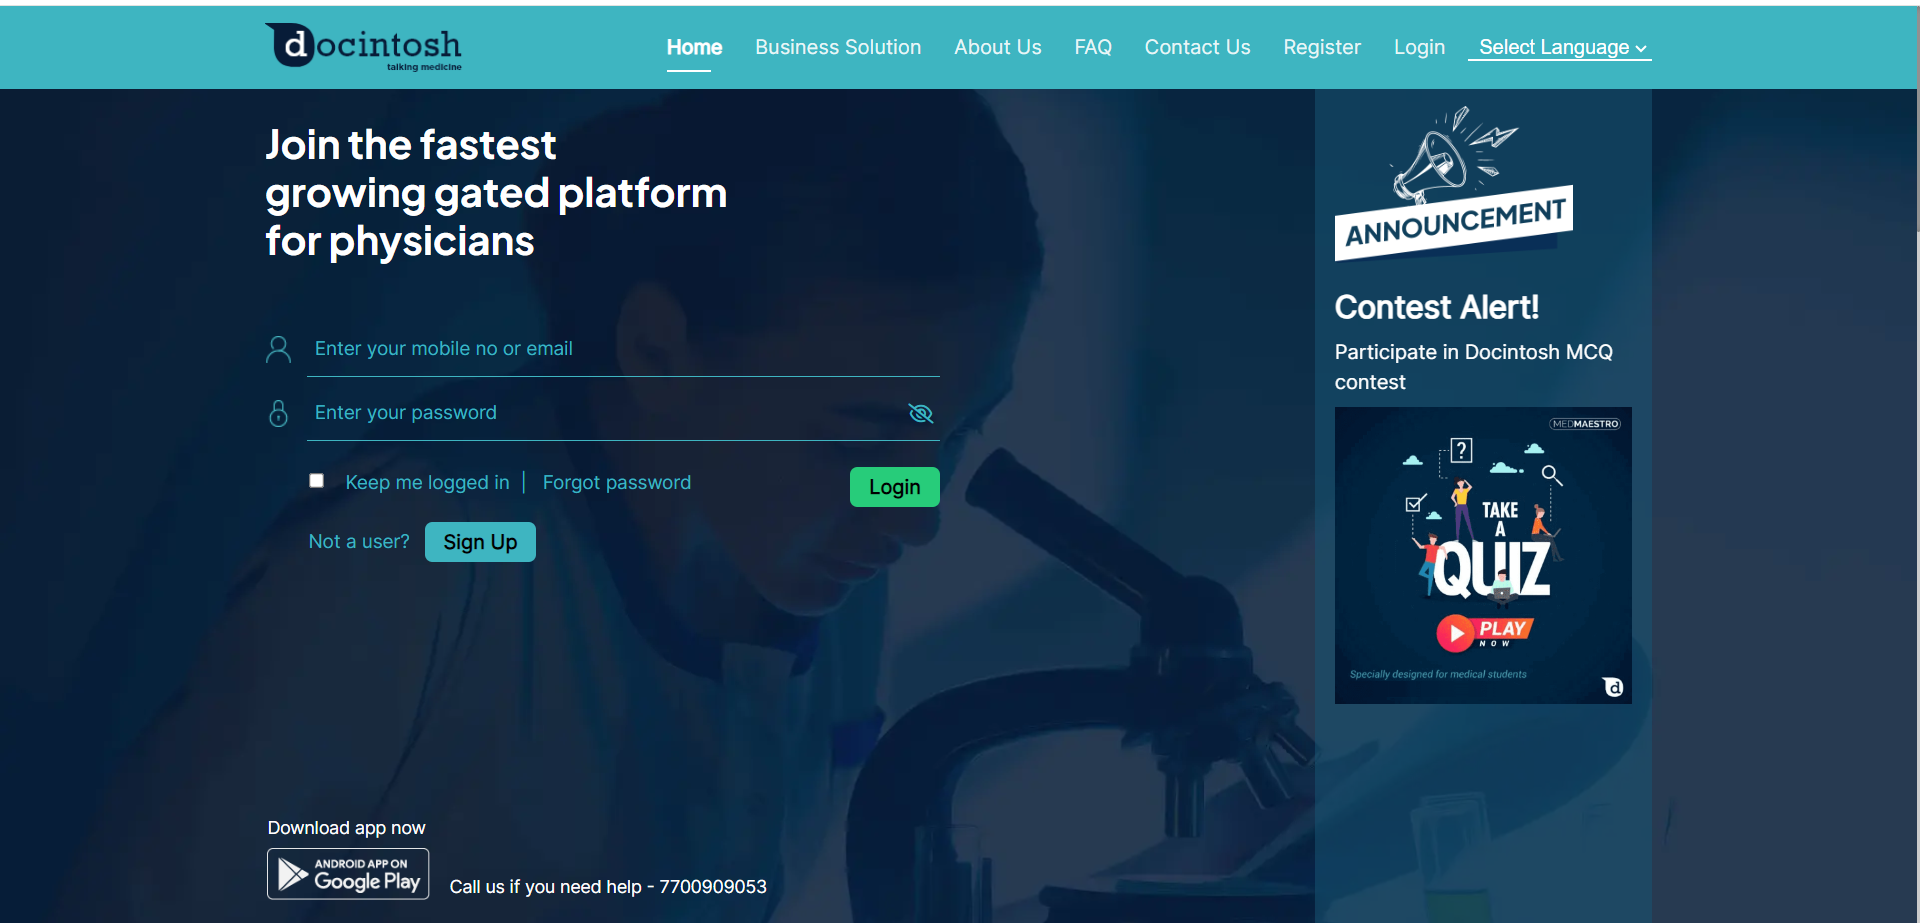 docintosh
talking medicine
Home Business Solution About Us FAQ Contact Us Register Login Select Language
Join the fastest
growing gated platform
for physicians
Enter your mobile no or email
Enter your password
Keep me logged in | Forgot password
Login
Not a user? Sign Up
Download app now
ANDROID APP ON
Google Play
Call us if you need help - 7700909053
ANNOUNCEMENT
Contest Alert!
Participate in Docintosh MCQ
contest
MEDMAESTRO
?
TAKE
A
QUIZ
PLAY
NOW
Specially designed for medical students
d